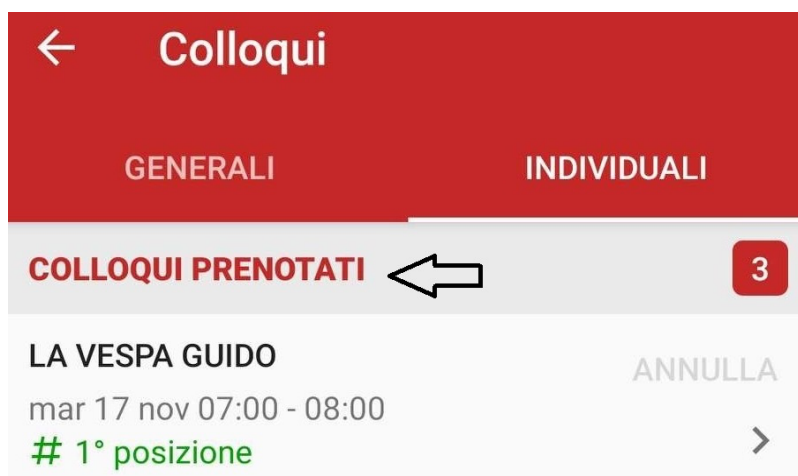 Colloqui
GENERALI INDIVIDUALI
COLLOQUI PRENOTATI 3
LA VESPA GUIDO
ANNULLA
mar 17 nov 07:00 - 08:00
# 1° posizione